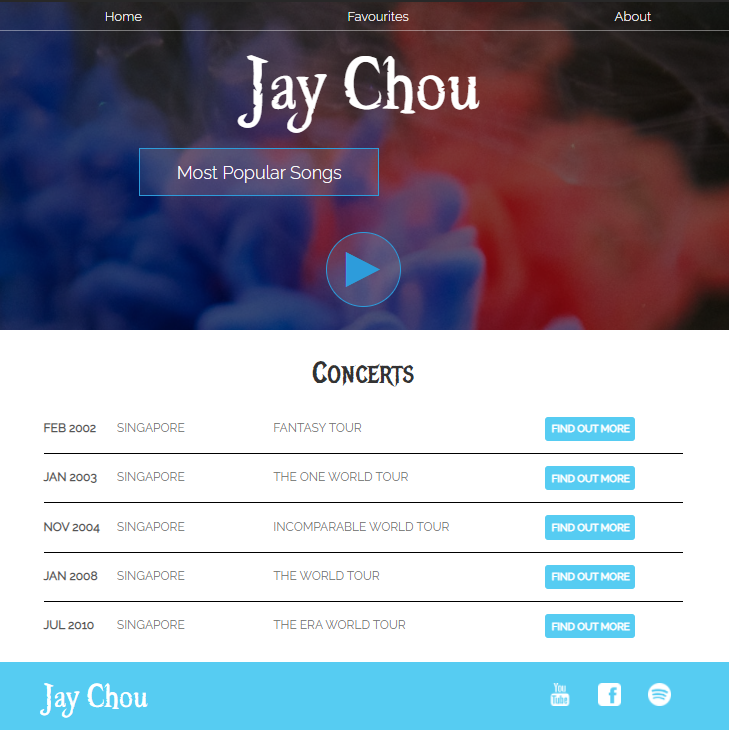 Home Favourites About
Jay Chou
Most Popular Songs
Concerts
FEB 2002 SINGAPORE FANTASY TOUR FIND OUT MORE
JAN 2003 SINGAPORE THE ONE WORLD TOUR FIND OUT MORE
NOV 2004 SINGAPORE INCOMPARABLE WORLD TOUR FIND OUT MORE
JAN 2008 SINGAPORE THE WORLD TOUR FIND OUT MORE
JUL 2010 SINGAPORE THE ERA WORLD TOUR FIND OUT MORE
Jay Chou You Tube f